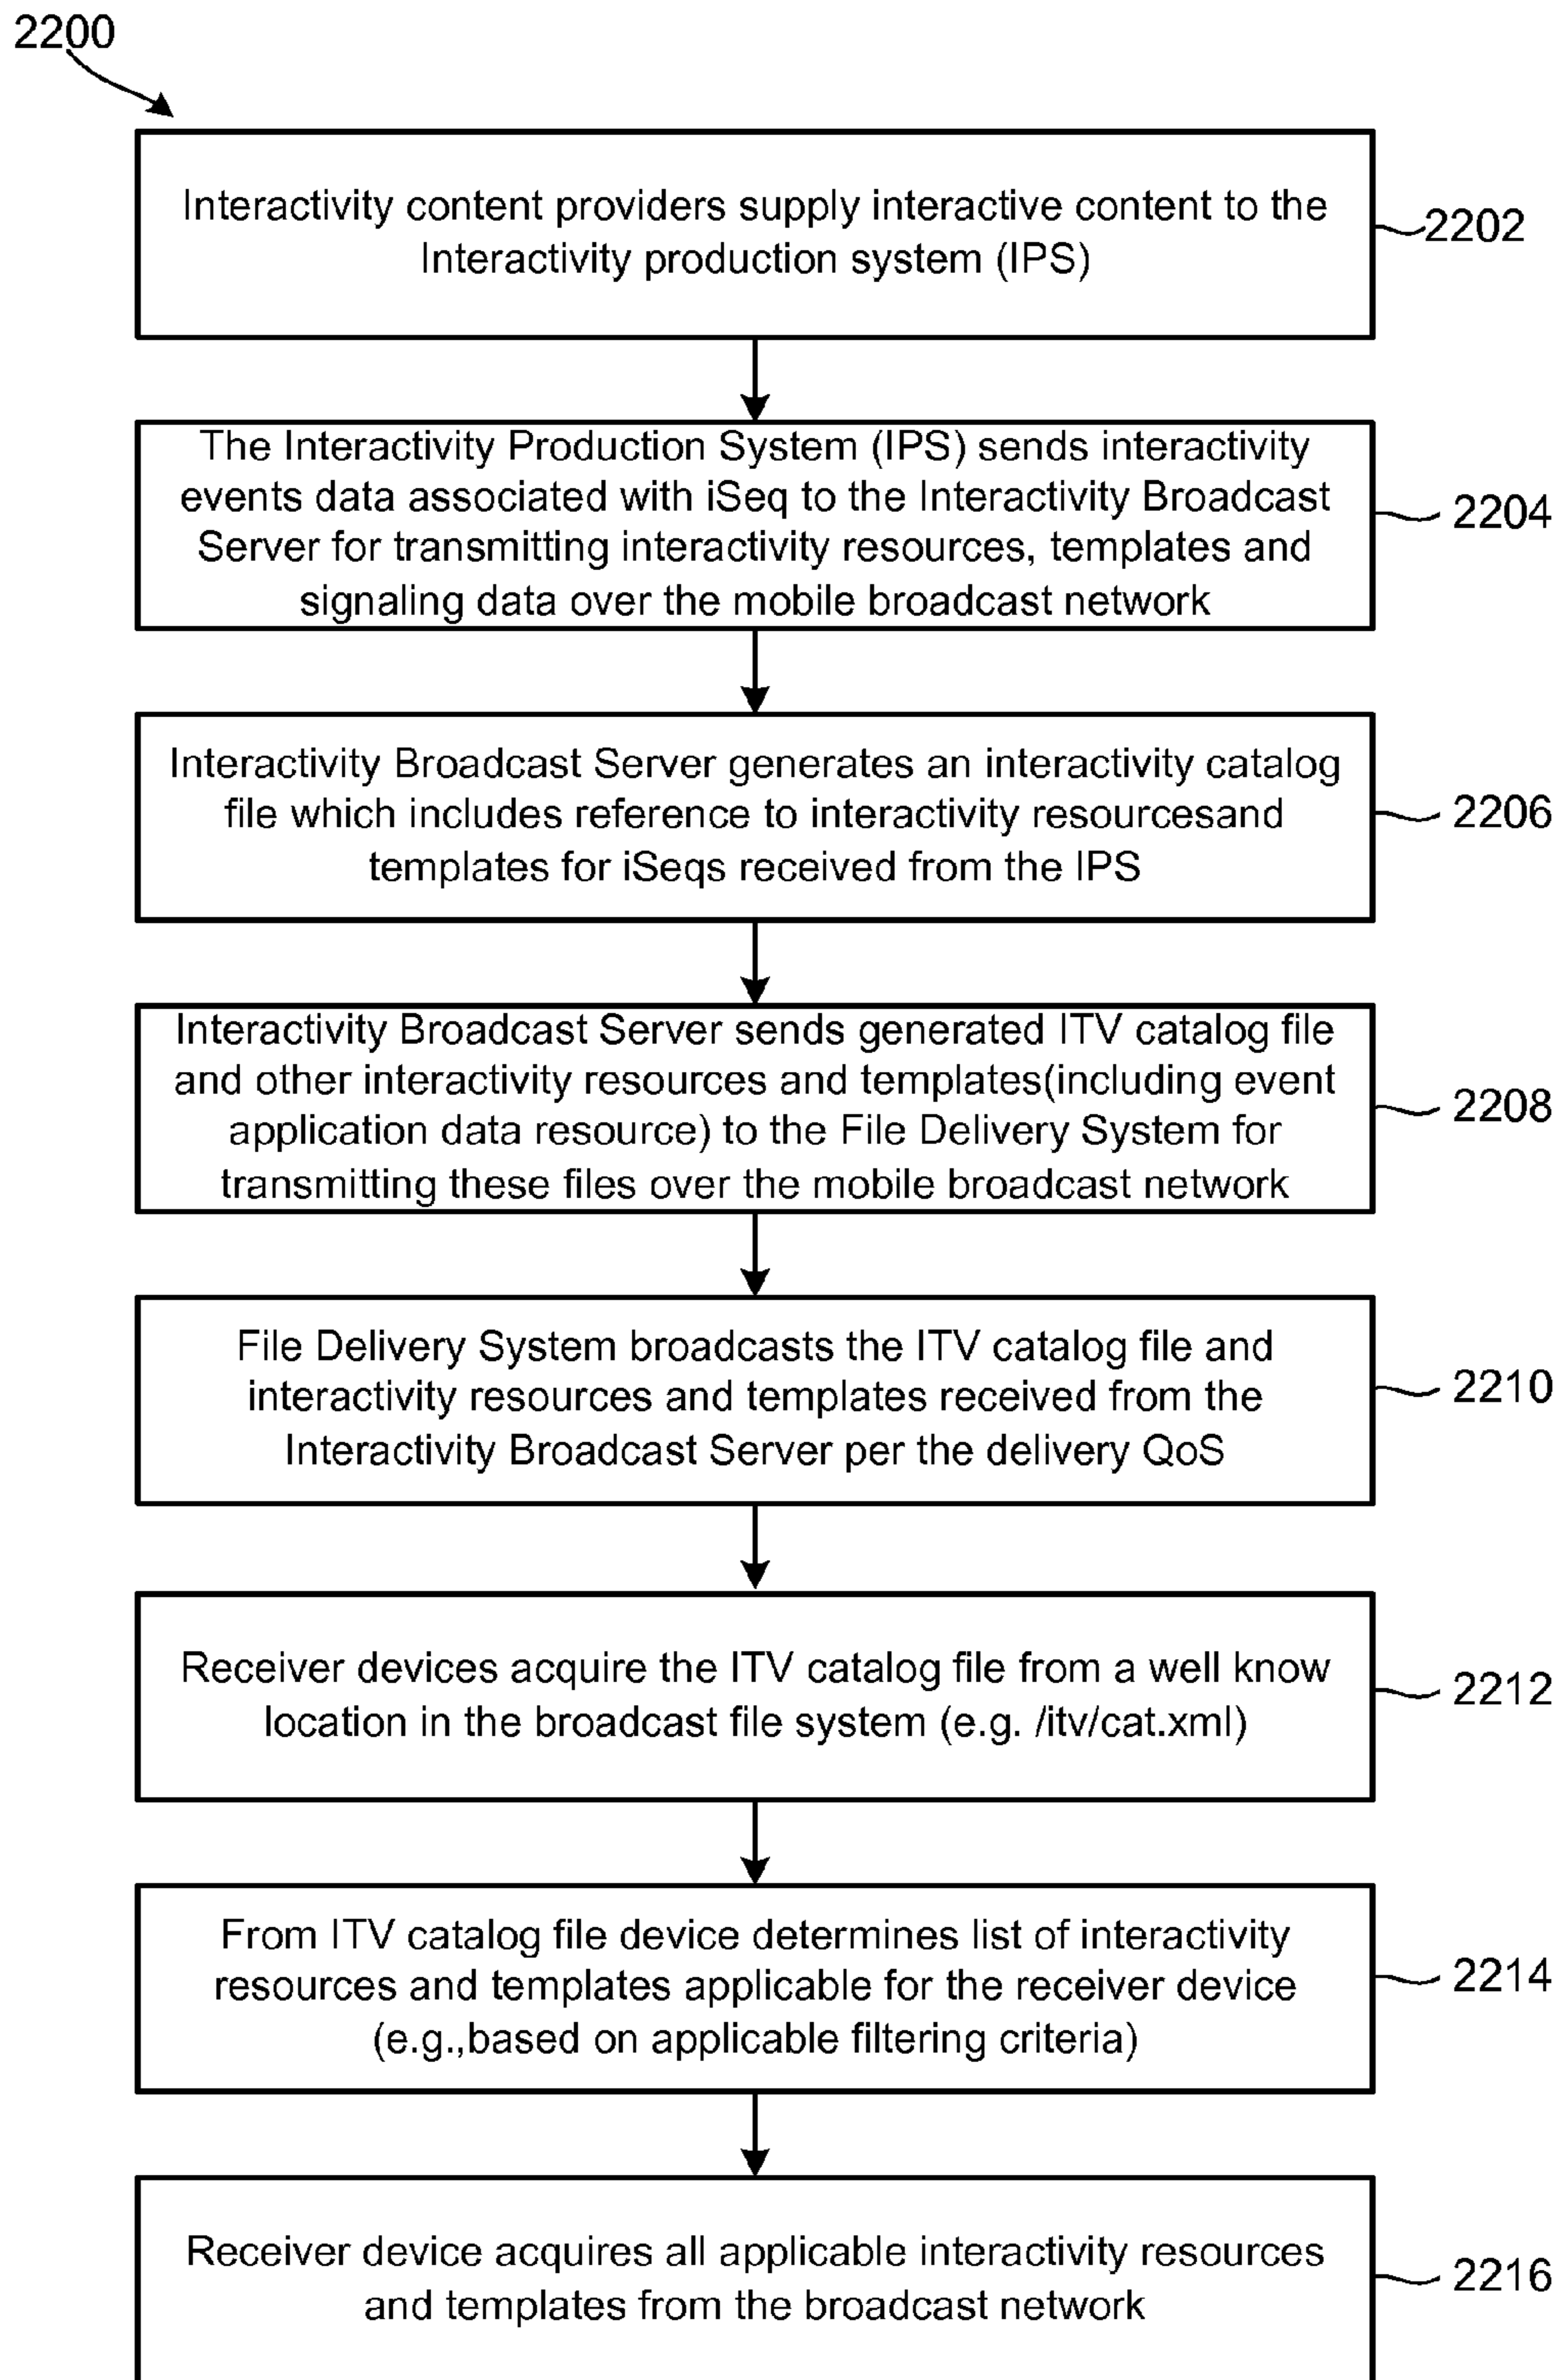 2200
Interactivity content providers supply interactive content to the
Interactivity production system (IPS)
2202
The Interactivity Production System (IPS) sends interactivity
events data associated with iSeq to the Interactivity Broadcast
Server for transmitting interactivity resources, templates and
signaling data over the mobile broadcast network
2204
Interactivity Broadcast Server generates an interactivity catalog
file which includes reference to interactivity resourcesand
templates for iSeqs received from the IPS
2206
Interactivity Broadcast Server sends generated ITV catalog file
and other interactivity resources and templates(including event
application data resource) to the File Delivery System for
transmitting these files over the mobile broadcast network
2208
File Delivery System broadcasts the ITV catalog file and
interactivity resources and templates received from the
Interactivity Broadcast Server per the delivery QoS
2210
Receiver devices acquire the ITV catalog file from a well know
location in the broadcast file system (e.g. /itv/cat.xml)
2212
From ITV catalog file device determines list of interactivity
resources and templates applicable for the receiver device
(e.g.,based on applicable filtering criteria)
2214
Receiver device acquires all applicable interactivity resources
and templates from the broadcast network
2216